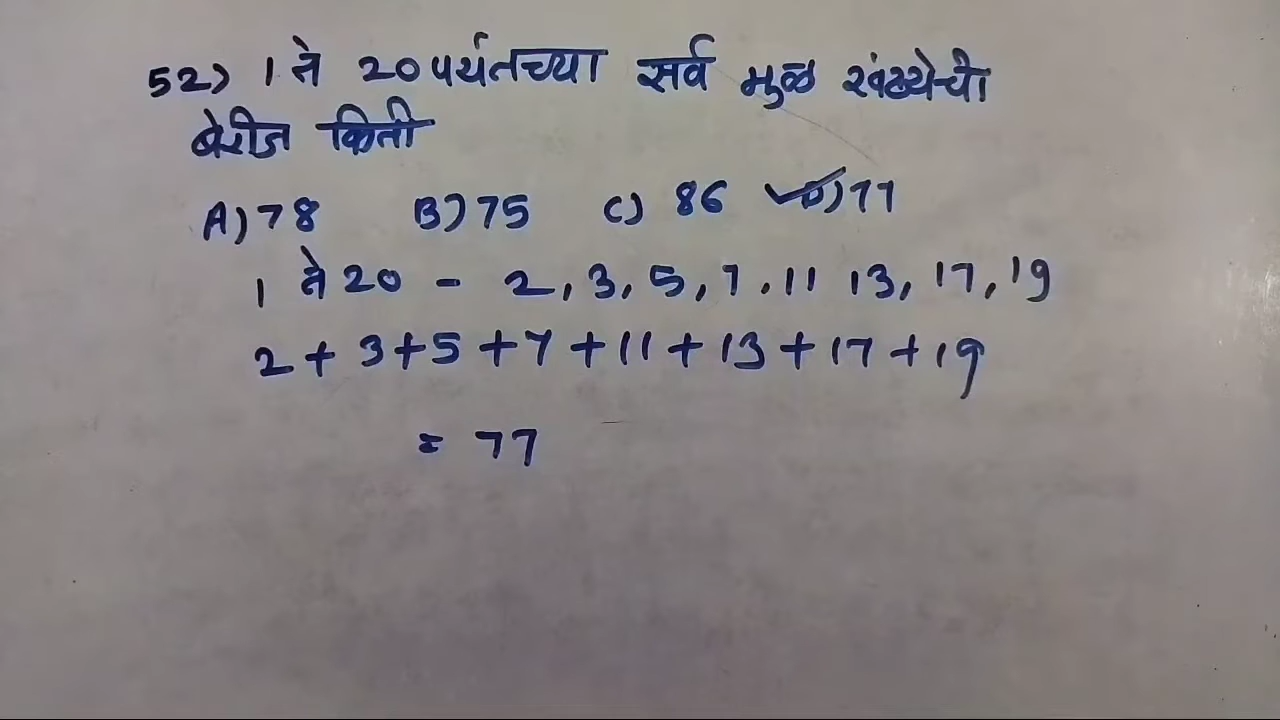 52) 1 ते 20 पर्यतच्या सर्व मुळ संख्येची
बेरीज किती
A) 78 B) 75 C) 86 ✓D) 77
1 ते 20 - 2, 3, 5, 7, 11 13, 17, 19
2 + 3 + 5 + 7 + 11 + 13 + 17 + 19
= 77